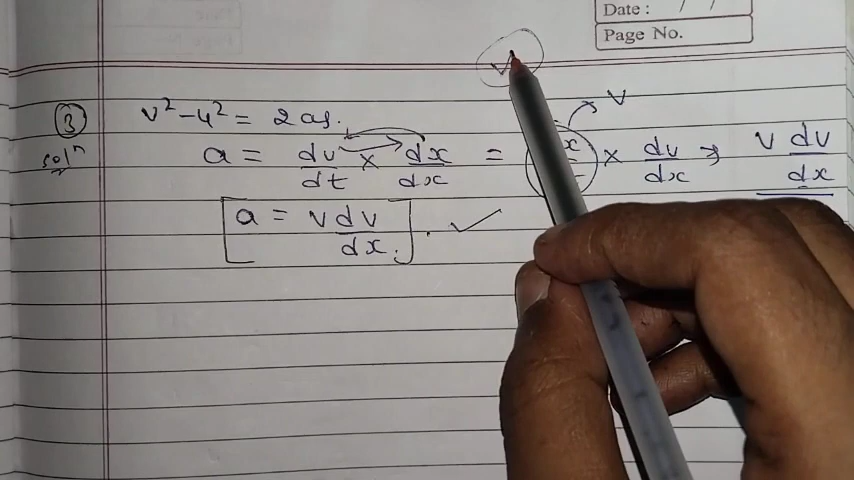 Date : / /
Page No.
v
③ v² - u² = 2as.
solⁿ a = dv/dt × dx/dx = × dv/dx → v dv/dx
v
a = v dv/dx.